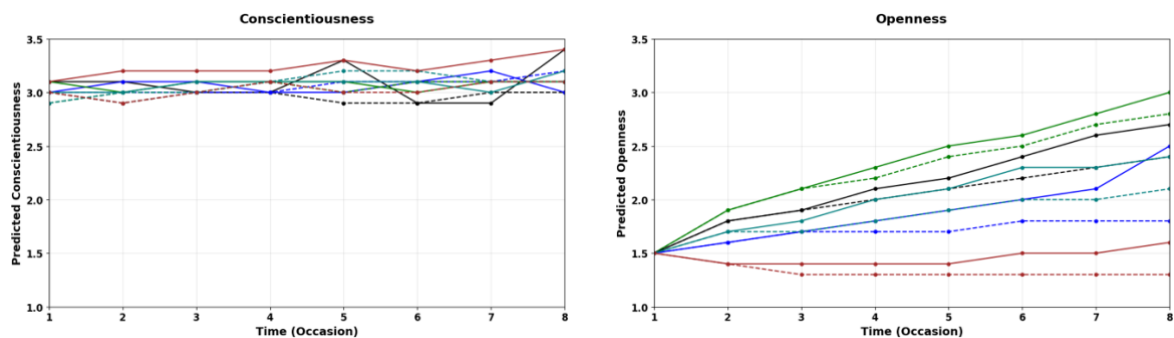 Conscientiousness
3.5
3.0
2.5
2.0
1.5
1.0
Predicted Conscientiousness
1 2 3 4 5 6 7 8
Time (Occasion)
Openness
3.5
3.0
2.5
2.0
1.5
1.0
Predicted Openness
1 2 3 4 5 6 7 8
Time (Occasion)